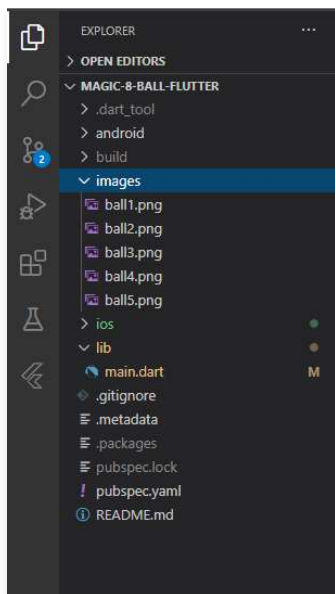 EXPLORER
OPEN EDITORS
MAGIC-8-BALL-FLUTTER
.dart_tool
android
build
images
ball1.png
ball2.png
ball3.png
ball4.png
ball5.png
ios
lib
main.dart M
.gitignore
.metadata
.packages
pubspec.lock
pubspec.yaml
README.md
2